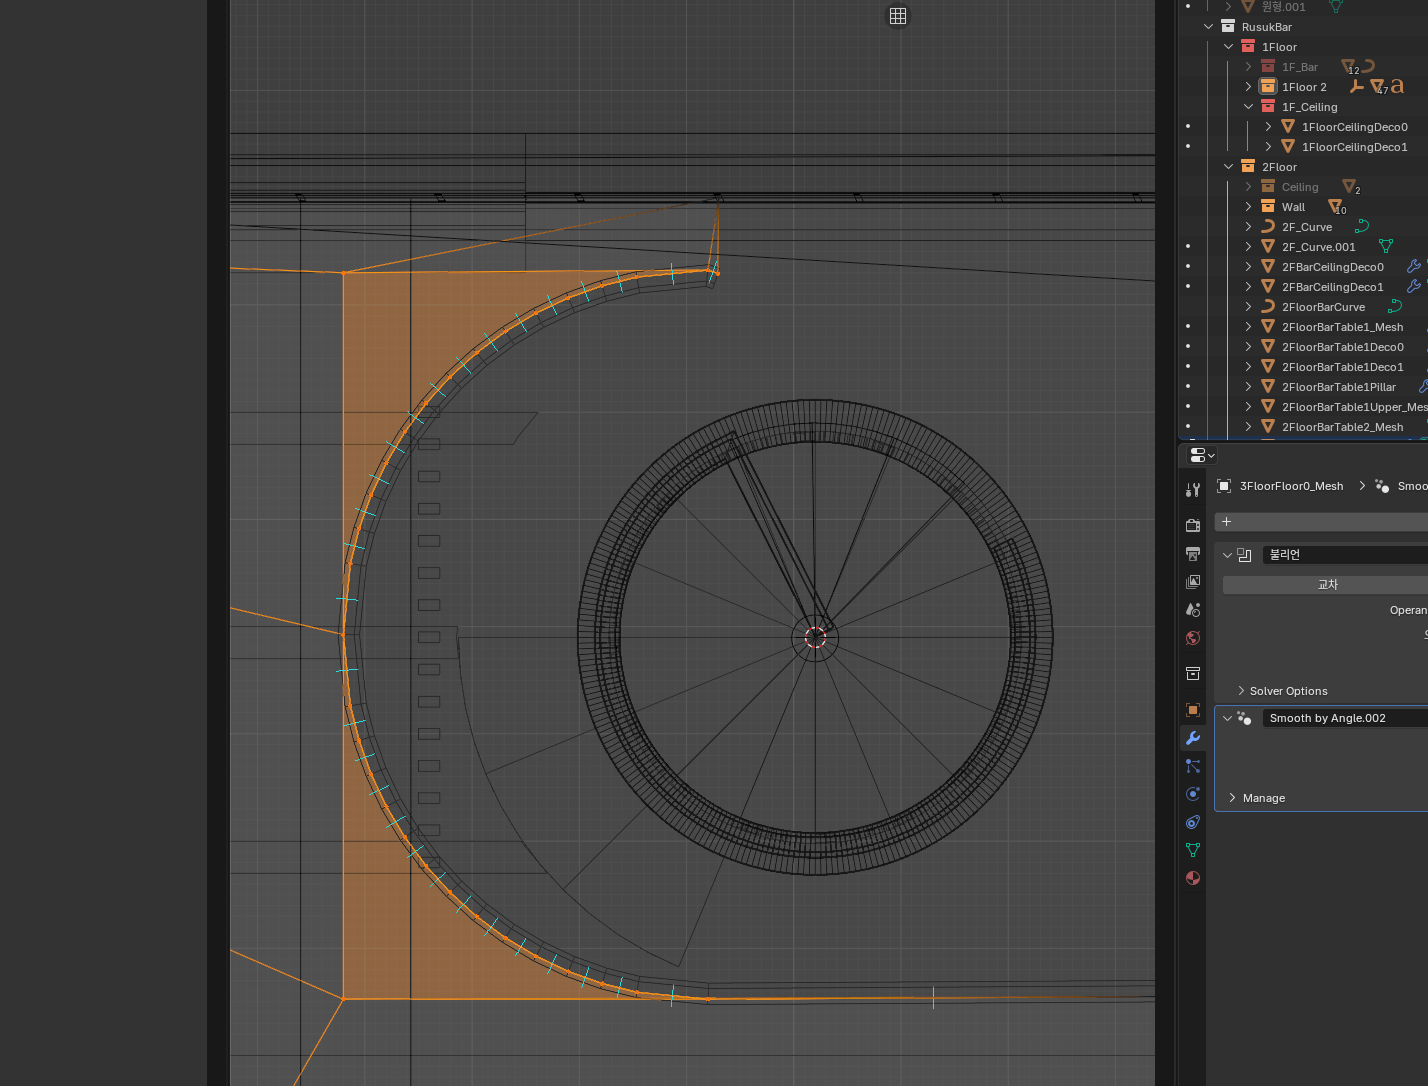 원형.001
RusukBar
1Floor
1F_Bar 12
1Floor 2 47
1F_Ceiling
1FloorCeilingDeco0
1FloorCeilingDeco1
2Floor
Ceiling 2
Wall 10
2F_Curve
2F_Curve.001
2FBarCeilingDeco0
2FBarCeilingDeco1
2FloorBarCurve
2FloorBarTable1_Mesh
2FloorBarTable1Deco0
2FloorBarTable1Deco1
2FloorBarTable1Pillar
2FloorBarTable1Upper_Mes
2FloorBarTable2_Mesh
3FloorFloor0_Mesh > Smoo
+
불리언
교차
Operan
Solver Options
Smooth by Angle.002
Manage